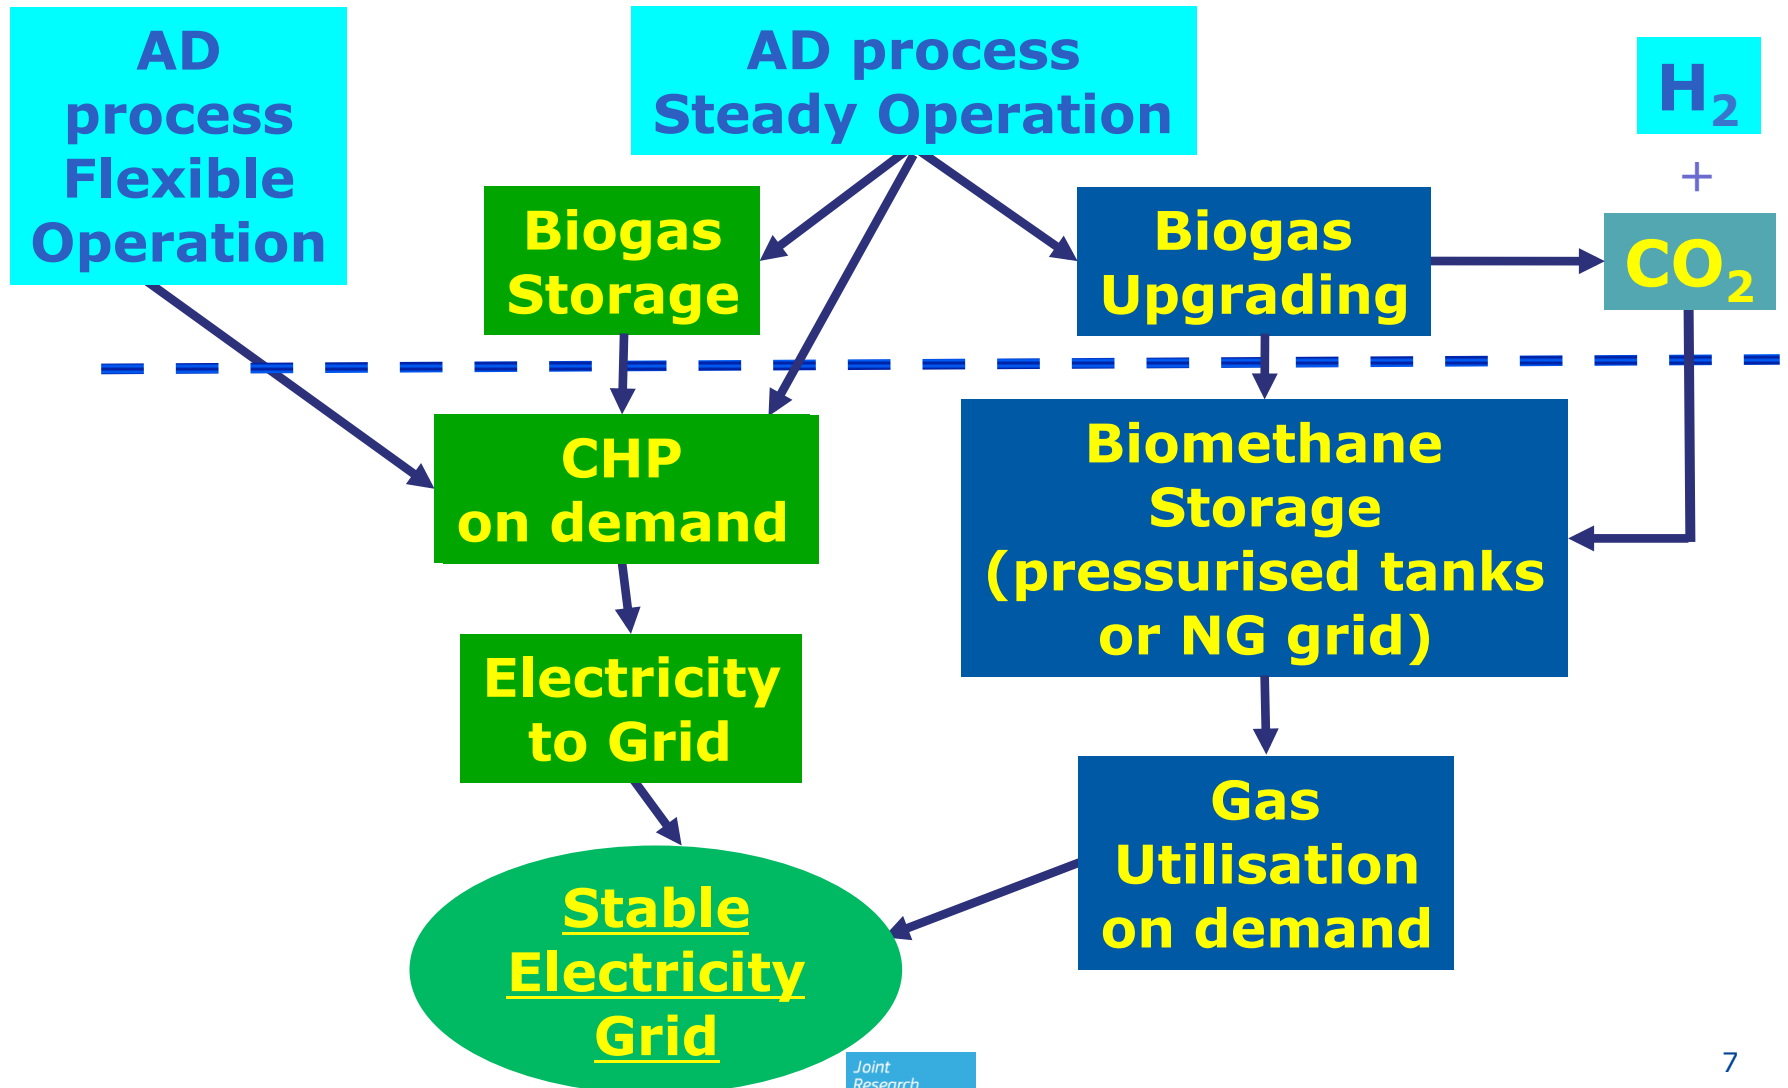 AD
process
Flexible
Operation
AD process
Steady Operation
H₂
+
CO₂
Biogas
Storage
Biogas
Upgrading
CHP
on demand
Biomethane
Storage
(pressurised tanks
or NG grid)
Electricity
to Grid
Gas
Utilisation
on demand
Stable
Electricity
Grid
Joint
Research
7